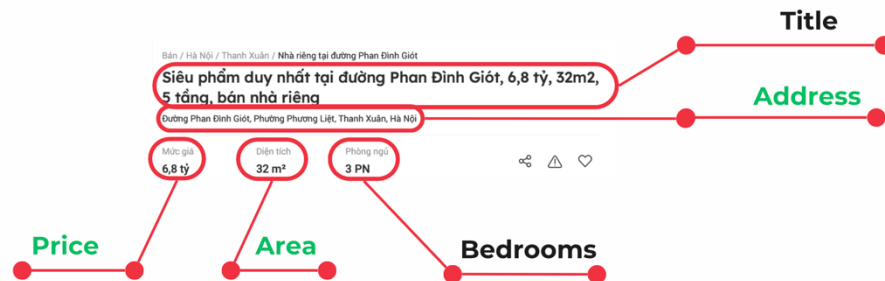 Title
Bán / Hà Nội / Thanh Xuân / Nhà riêng tại đường Phan Đình Giót
Siêu phẩm duy nhất tại đường Phan Đình Giót, 6,8 tỷ, 32m2,
5 tầng, bán nhà riêng
Address
Đường Phan Đình Giót, Phường Phương Liệt, Thanh Xuân, Hà Nội
Mức giá Diện tích Phòng ngủ
6,8 tỷ 32 m² 3 PN
Price Area Bedrooms